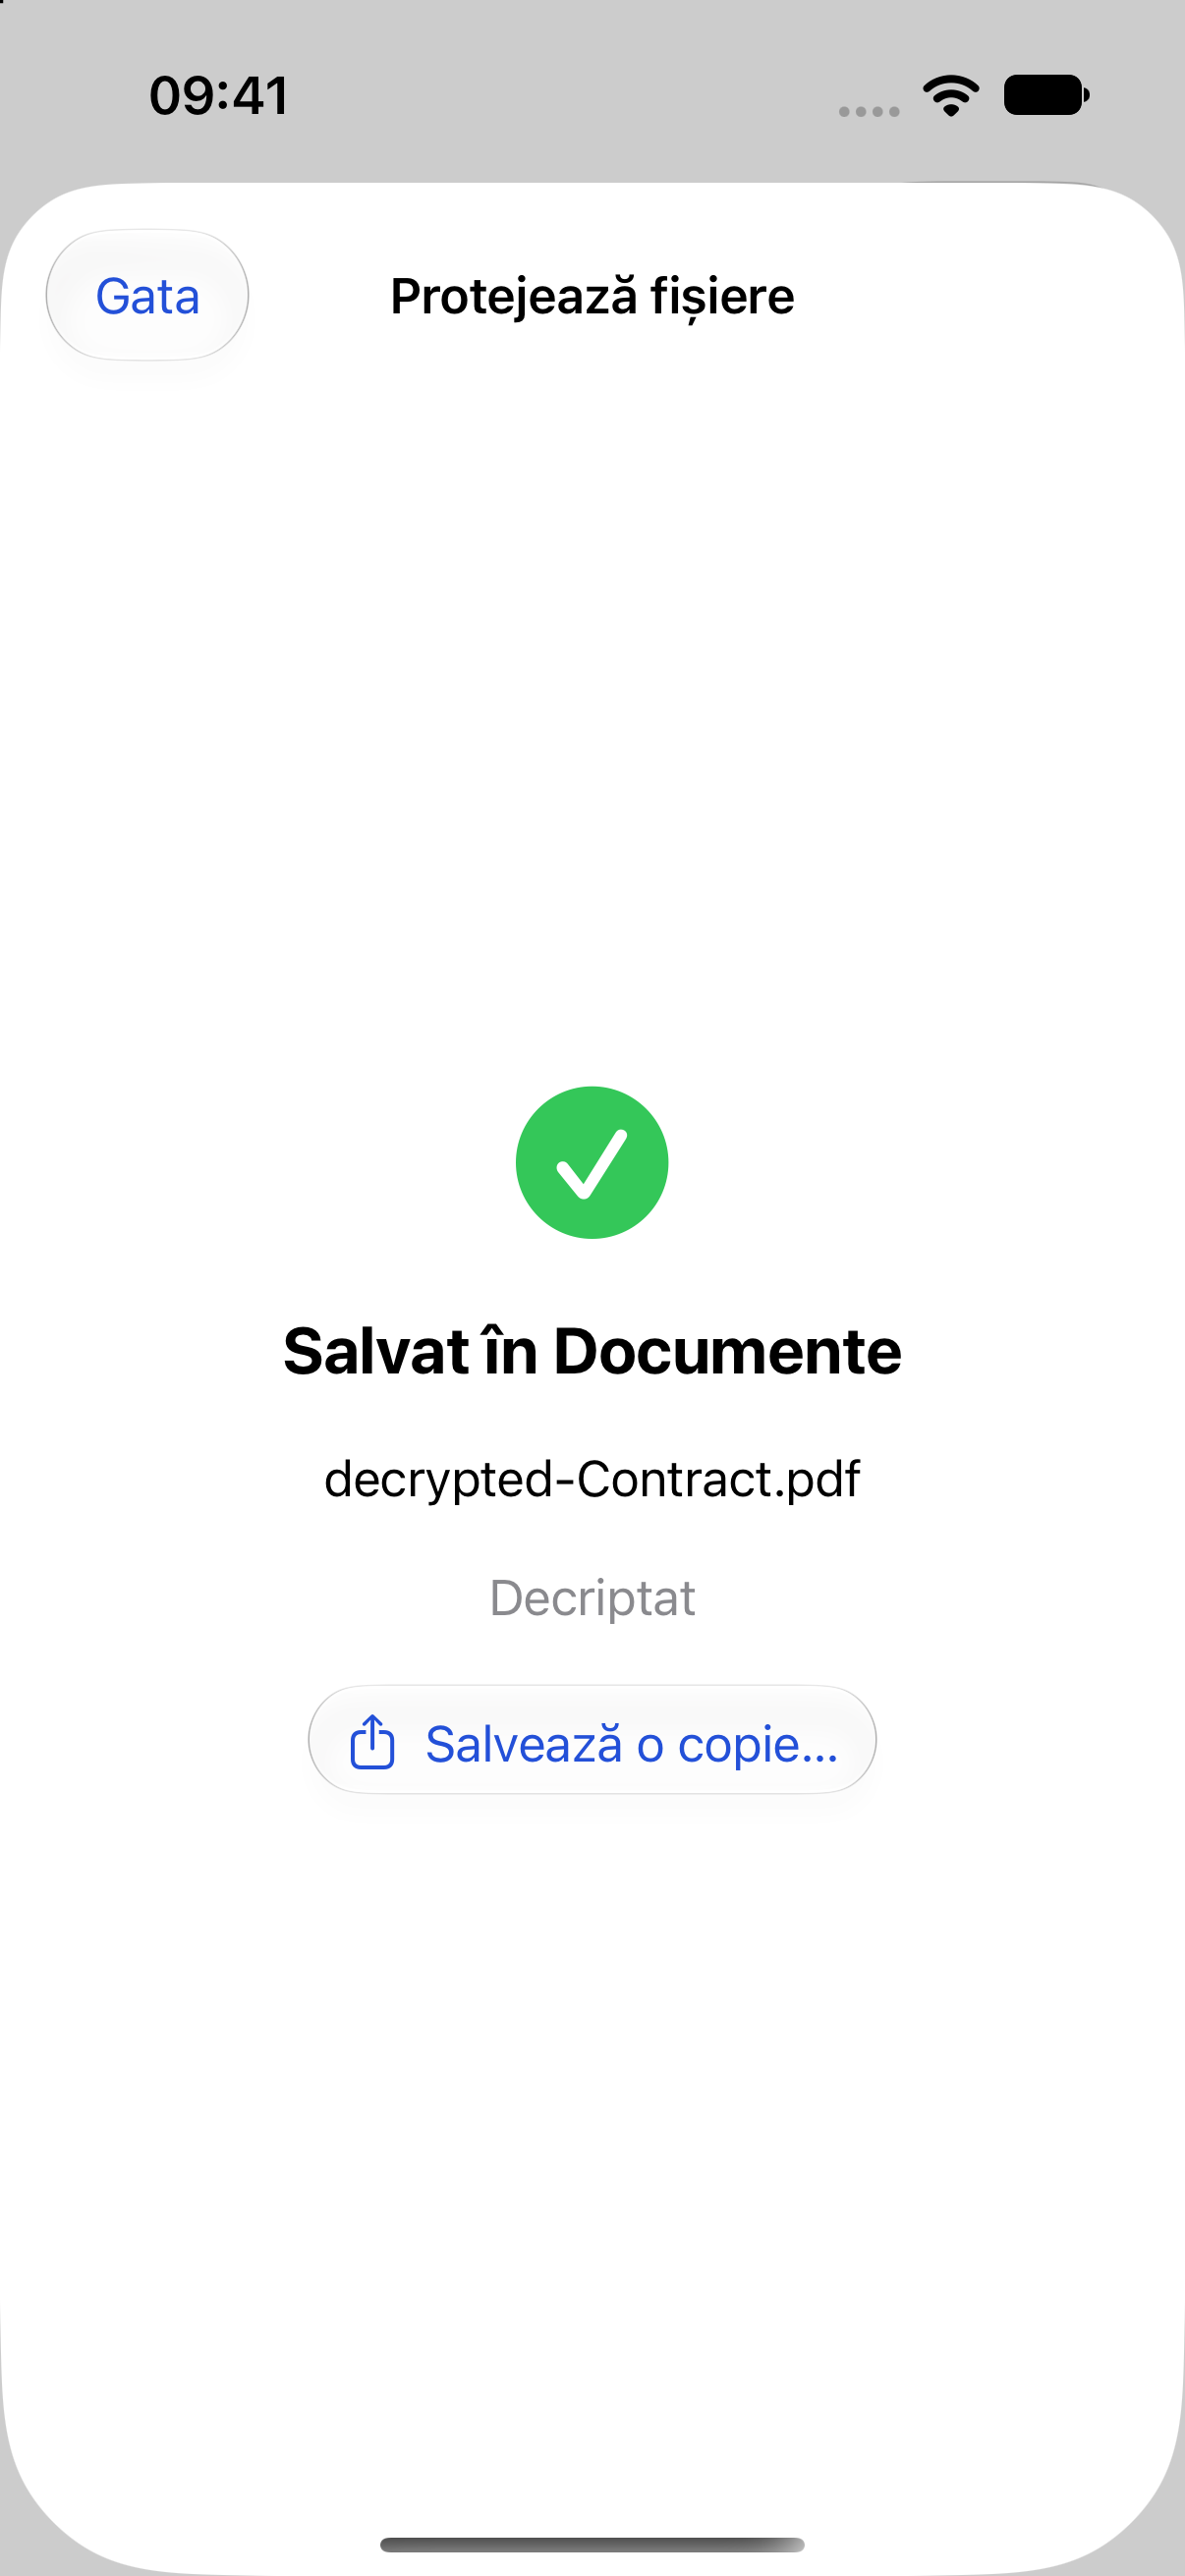 09:41
Gata
Protejează fișiere
Salvat în Documente
decrypted-Contract.pdf
Decriptat
Salvează o copie...